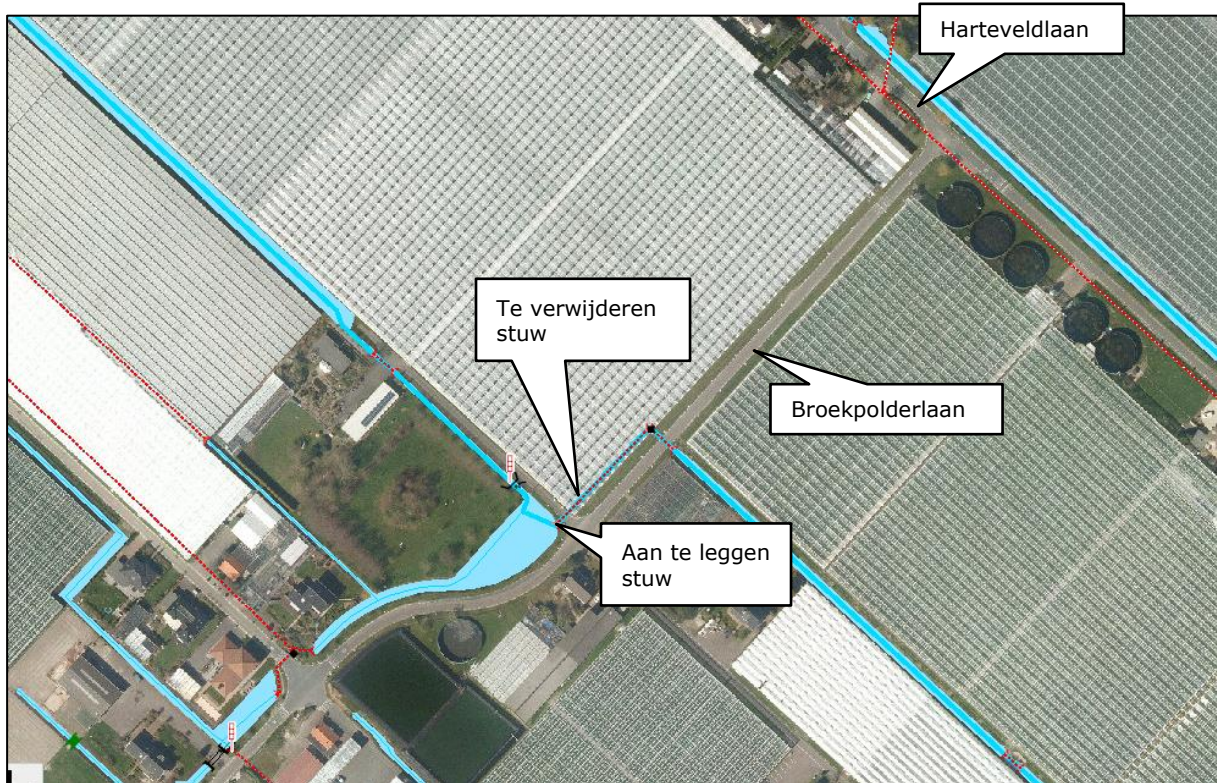 Harteveldlaan
Te verwijderen
stuw
Broekpolderlaan
Aan te leggen
stuw